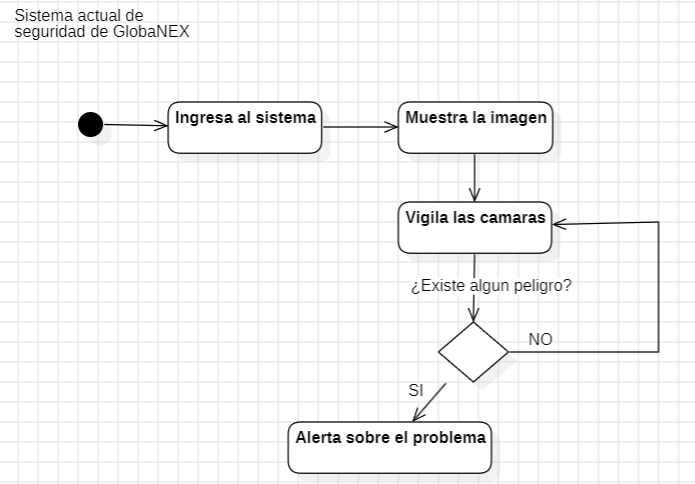 Sistema actual de
seguridad de GlobaNEX
Ingresa al sistema
Muestra la imagen
Vigila las camaras
¿Existe algun peligro?
NO
SI
Alerta sobre el problema